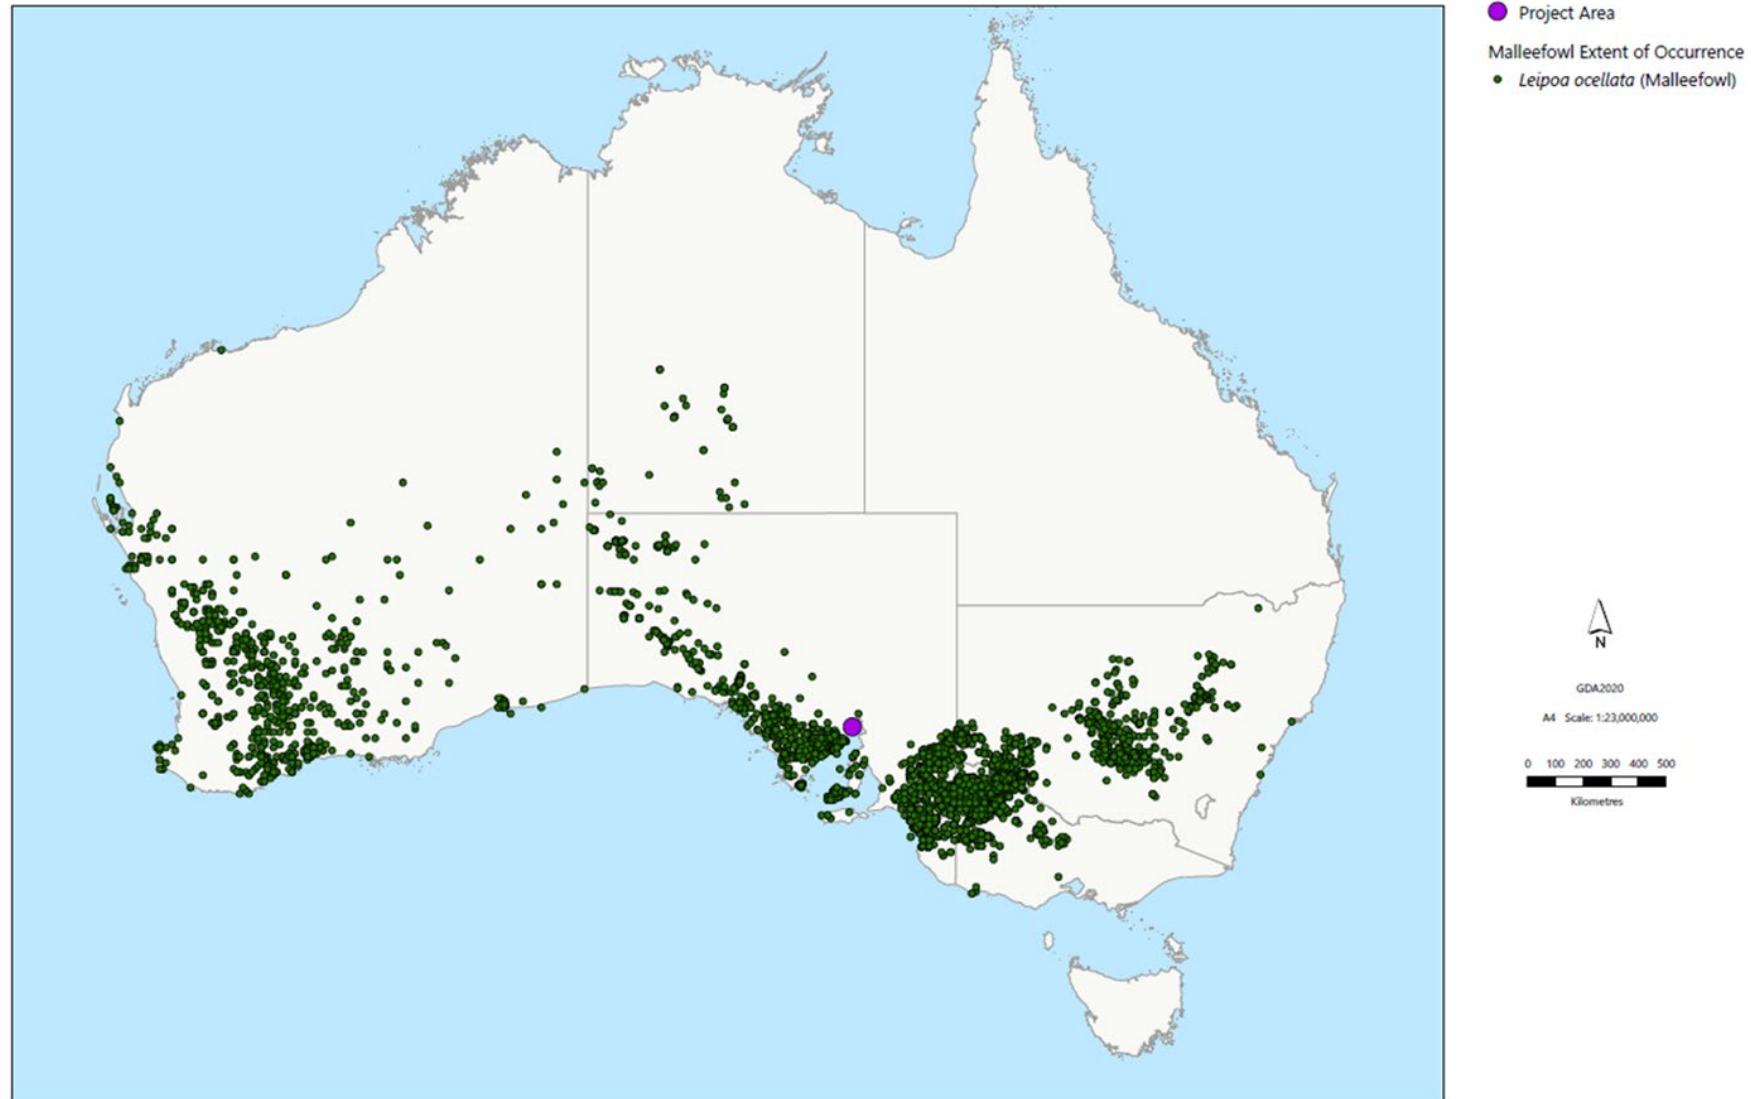 Project Area
Malleefowl Extent of Occurrence
Leipoa ocellata (Malleefowl)
N
GDA2020
A4 Scale: 1:23,000,000
0 100 200 300 400 500
Kilometres